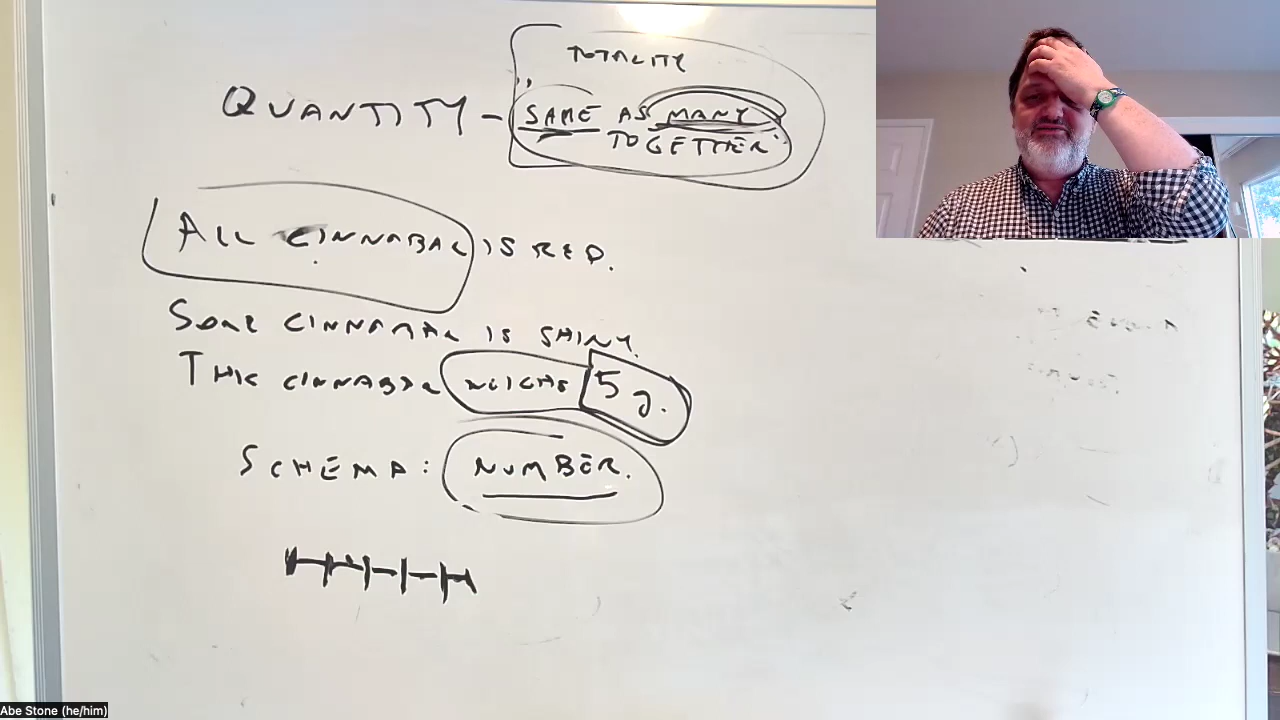 TOTALITY
QUANTITY - "SAME AS MANY
TOGETHER"
ALL CINNABAR IS RED.
SOME CINNABAR IS SHINY.
THIS CINNABAR WEIGHS 5 g.
SCHEMA: NUMBER.
Abe Stone (he/him)